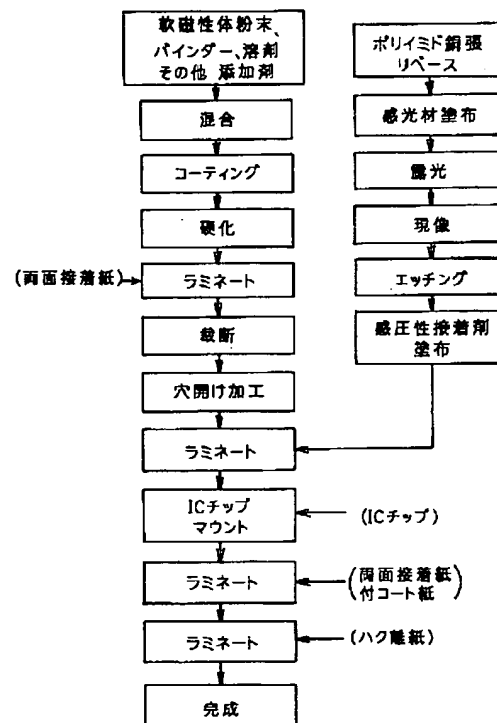 軟磁性体粉末、
バインダー、溶剤
その他 添加剤
混合
コーティング
硬化
(両面接着紙)
ラミネート
裁断
穴開け加工
ポリイミド銅張
リベース
感光材塗布
露光
現像
エッチング
感圧性接着剤
塗布
ラミネート
ICチップ
マウント
(ICチップ)
ラミネート
(両面接着紙
付コート紙)
ラミネート
(ハク離紙)
完成